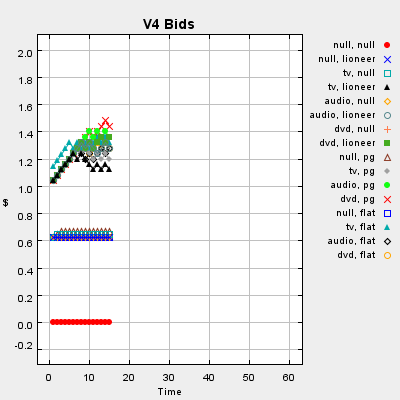 V4 Bids
2.0
1.8
1.6
1.4
1.2
1.0
0.8
0.6
0.4
0.2
0.0
-0.2
$
0 10 20 30 40 50 60
Time
null, null
null, lioneer
tv, null
tv, lioneer
audio, null
audio, lioneer
dvd, null
dvd, lioneer
null, pg
tv, pg
audio, pg
dvd, pg
null, flat
tv, flat
audio, flat
dvd, flat